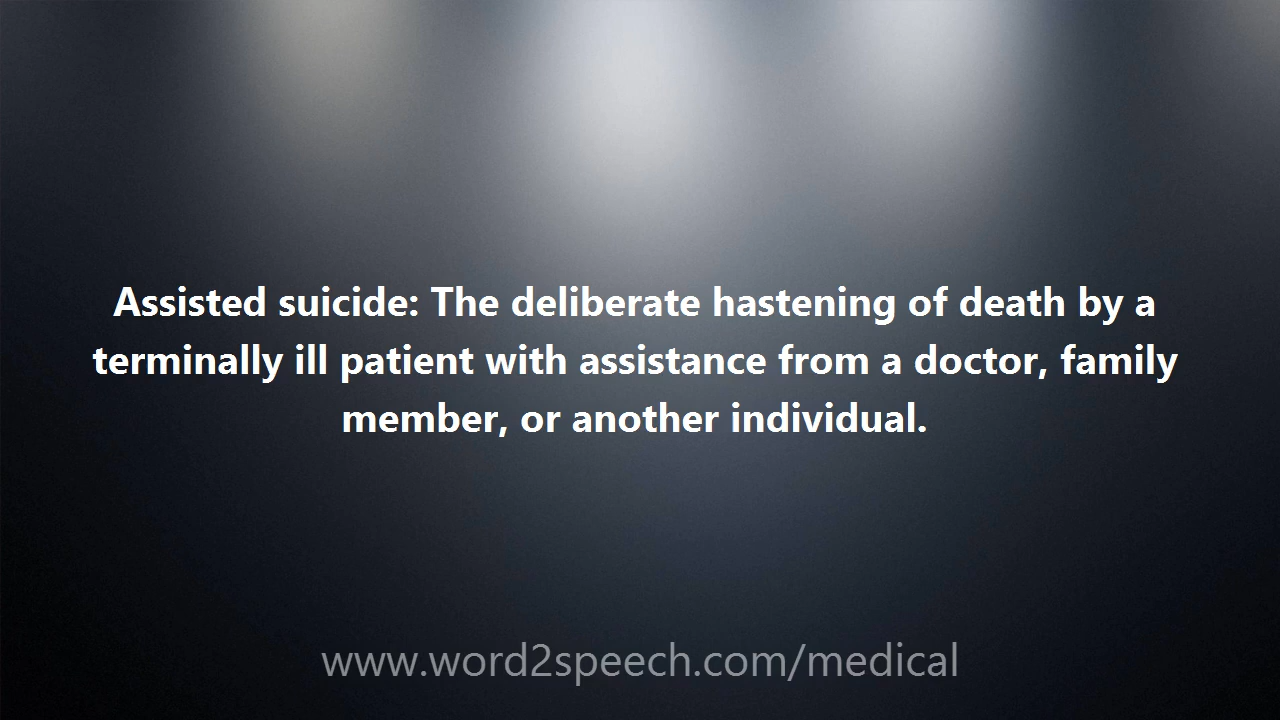 Assisted suicide: The deliberate hastening of death by a
terminally ill patient with assistance from a doctor, family
member, or another individual.
www.word2speech.com/medical